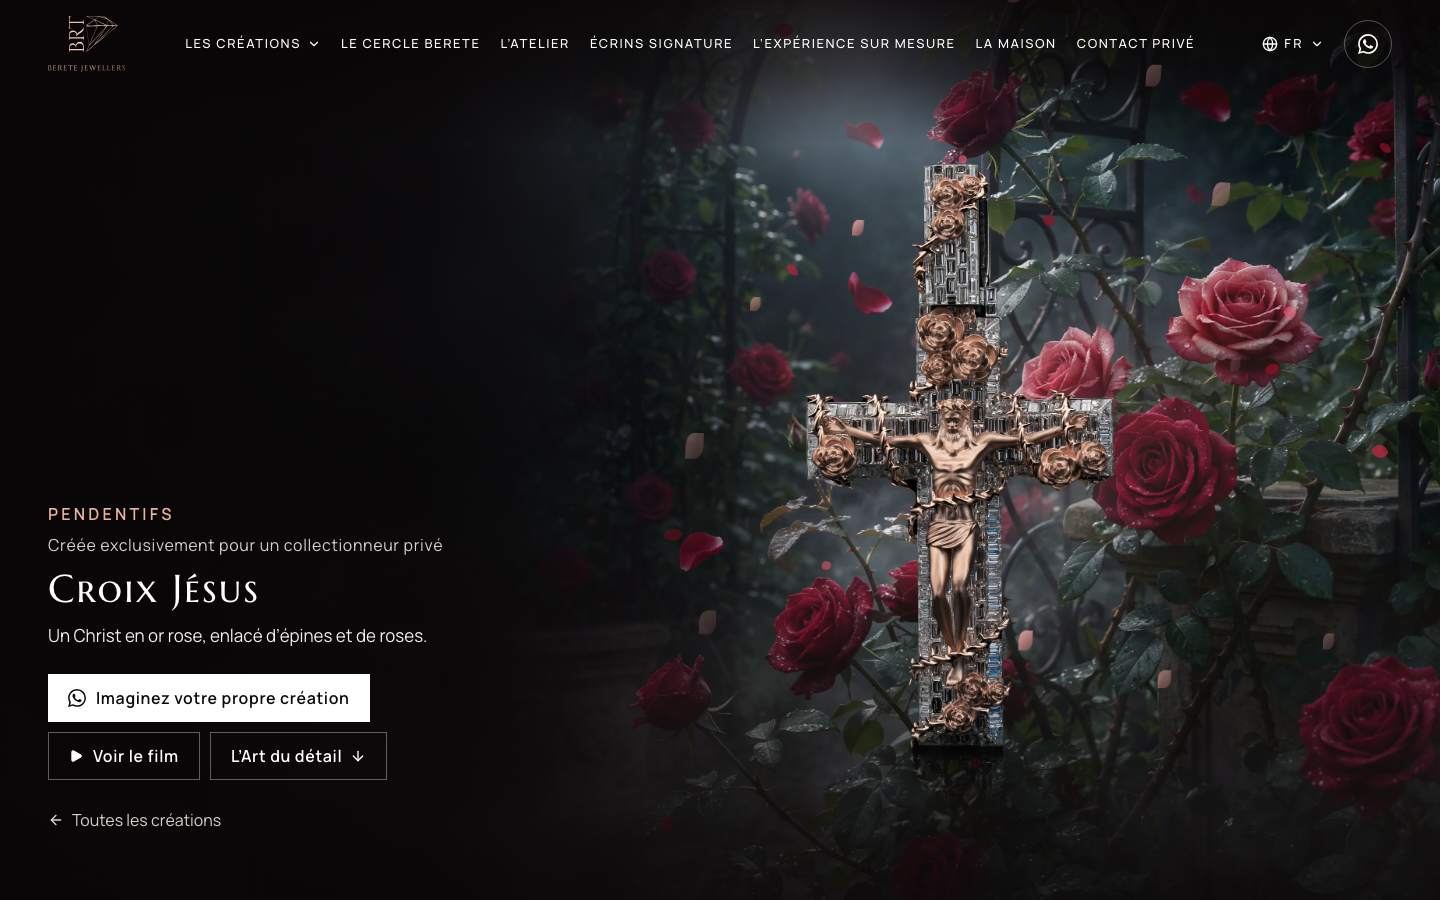 BRT
BERETE JEWELLERS
LES CRÉATIONS
LE CERCLE BERETE
L’ATELIER
ÉCRINS SIGNATURE
L’EXPÉRIENCE SUR MESURE
LA MAISON
CONTACT PRIVÉ
FR
PENDENTIFS
Créée exclusivement pour un collectionneur privé
Croix Jésus
Un Christ en or rose, enlacé d’épines et de roses.
Imaginez votre propre création
Voir le film
L’Art du détail
Toutes les créations